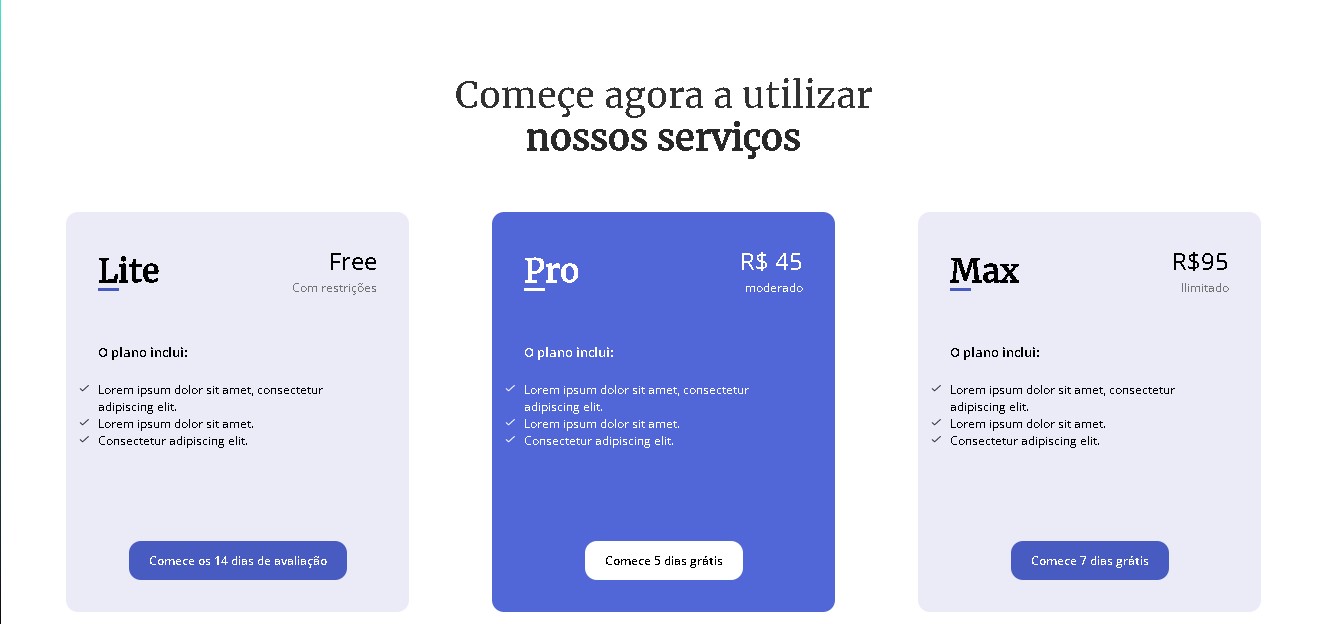 Começe agora a utilizar
nossos serviços
Lite
Free
Com restrições
O plano inclui:
Lorem ipsum dolor sit amet, consectetur
adipiscing elit.
Lorem ipsum dolor sit amet.
Consectetur adipiscing elit.
Comece os 14 dias de avaliação
Pro
R$ 45
moderado
O plano inclui:
Lorem ipsum dolor sit amet, consectetur
adipiscing elit.
Lorem ipsum dolor sit amet.
Consectetur adipiscing elit.
Comece 5 dias grátis
Max
R$95
Ilimitado
O plano inclui:
Lorem ipsum dolor sit amet, consectetur
adipiscing elit.
Lorem ipsum dolor sit amet.
Consectetur adipiscing elit.
Comece 7 dias grátis